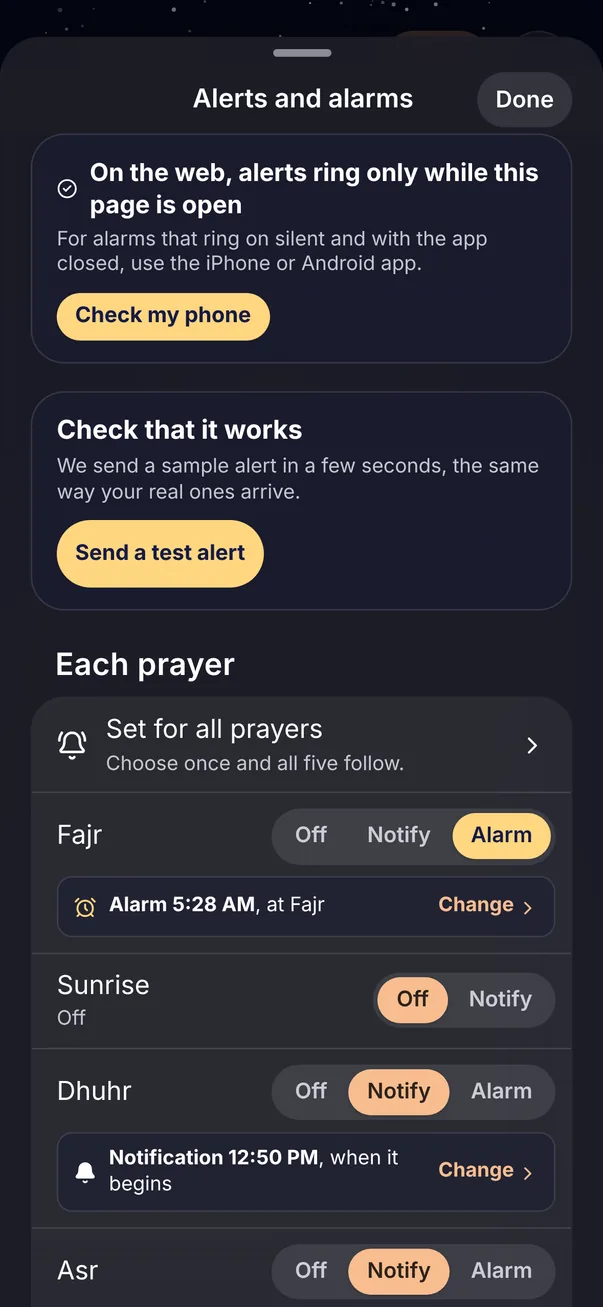 Alerts and alarms
Done
On the web, alerts ring only while this
page is open
For alarms that ring on silent and with the app
closed, use the iPhone or Android app.
Check my phone
Check that it works
We send a sample alert in a few seconds, the same
way your real ones arrive.
Send a test alert
Each prayer
Set for all prayers
Choose once and all five follow.
Fajr
Off Notify Alarm
Alarm 5:28 AM, at Fajr
Change
Sunrise
Off
Off Notify
Dhuhr
Off Notify Alarm
Notification 12:50 PM, when it
begins
Change
Asr
Off Notify Alarm